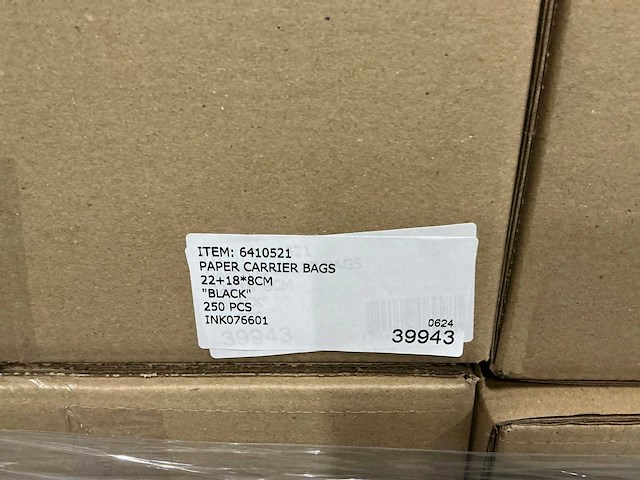 ITEM: 6410521
PAPER CARRIER BAGS
22+18*8CM
"BLACK"
250 PCS
INK076601
0624
39943